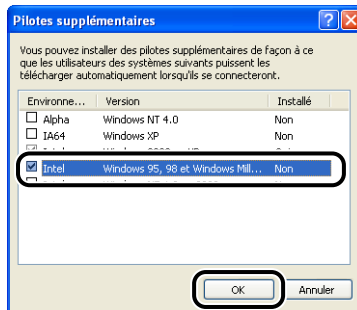 Pilotes supplémentaires
Vous pouvez installer des pilotes supplémentaires de façon à ce
que les utilisateurs des systèmes suivants puissent les
télécharger automatiquement lorsqu'ils se connecteront.
Environne... Version Installé
Alpha Windows NT 4.0 Non
IA64 Windows XP Non
Intel Windows 95, 98 et Windows Mill... Non
OK Annuler